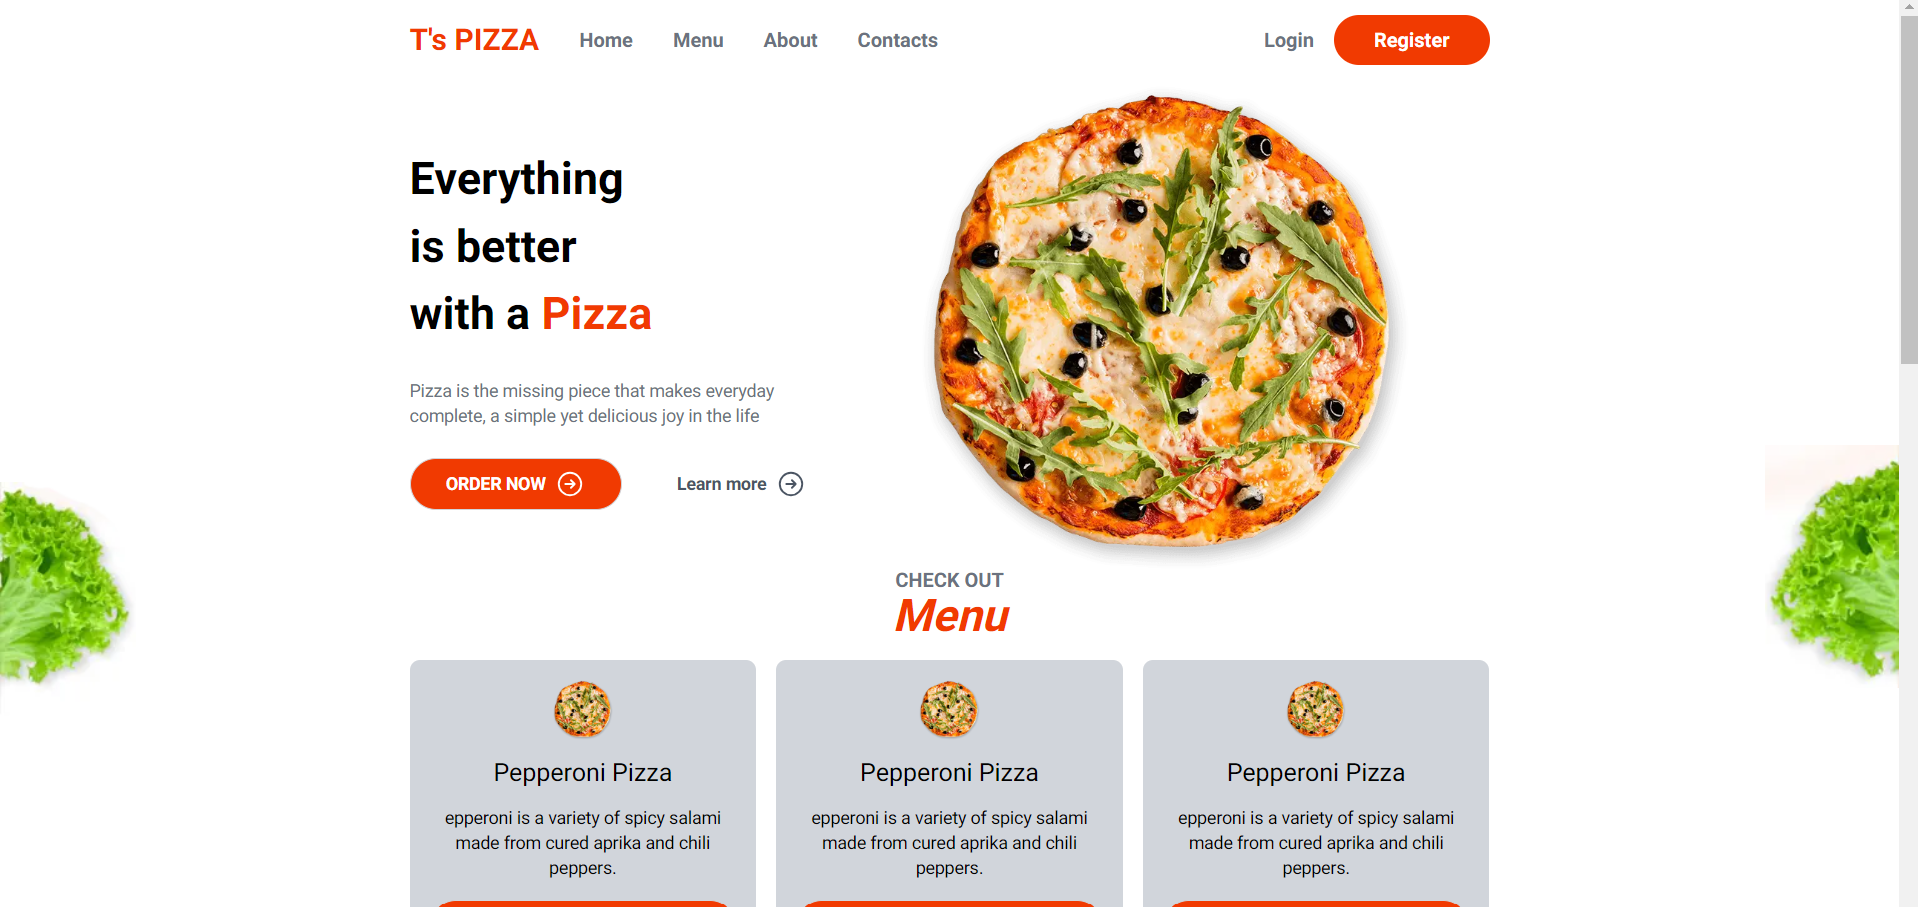 T's PIZZA
Home
Menu
About
Contacts
Login
Register
Everything
is better
with a Pizza
Pizza is the missing piece that makes everyday
complete, a simple yet delicious joy in the life
ORDER NOW
Learn more
CHECK OUT
Menu
Pepperoni Pizza
epperoni is a variety of spicy salami
made from cured aprika and chili
peppers.
Pepperoni Pizza
epperoni is a variety of spicy salami
made from cured aprika and chili
peppers.
Pepperoni Pizza
epperoni is a variety of spicy salami
made from cured aprika and chili
peppers.